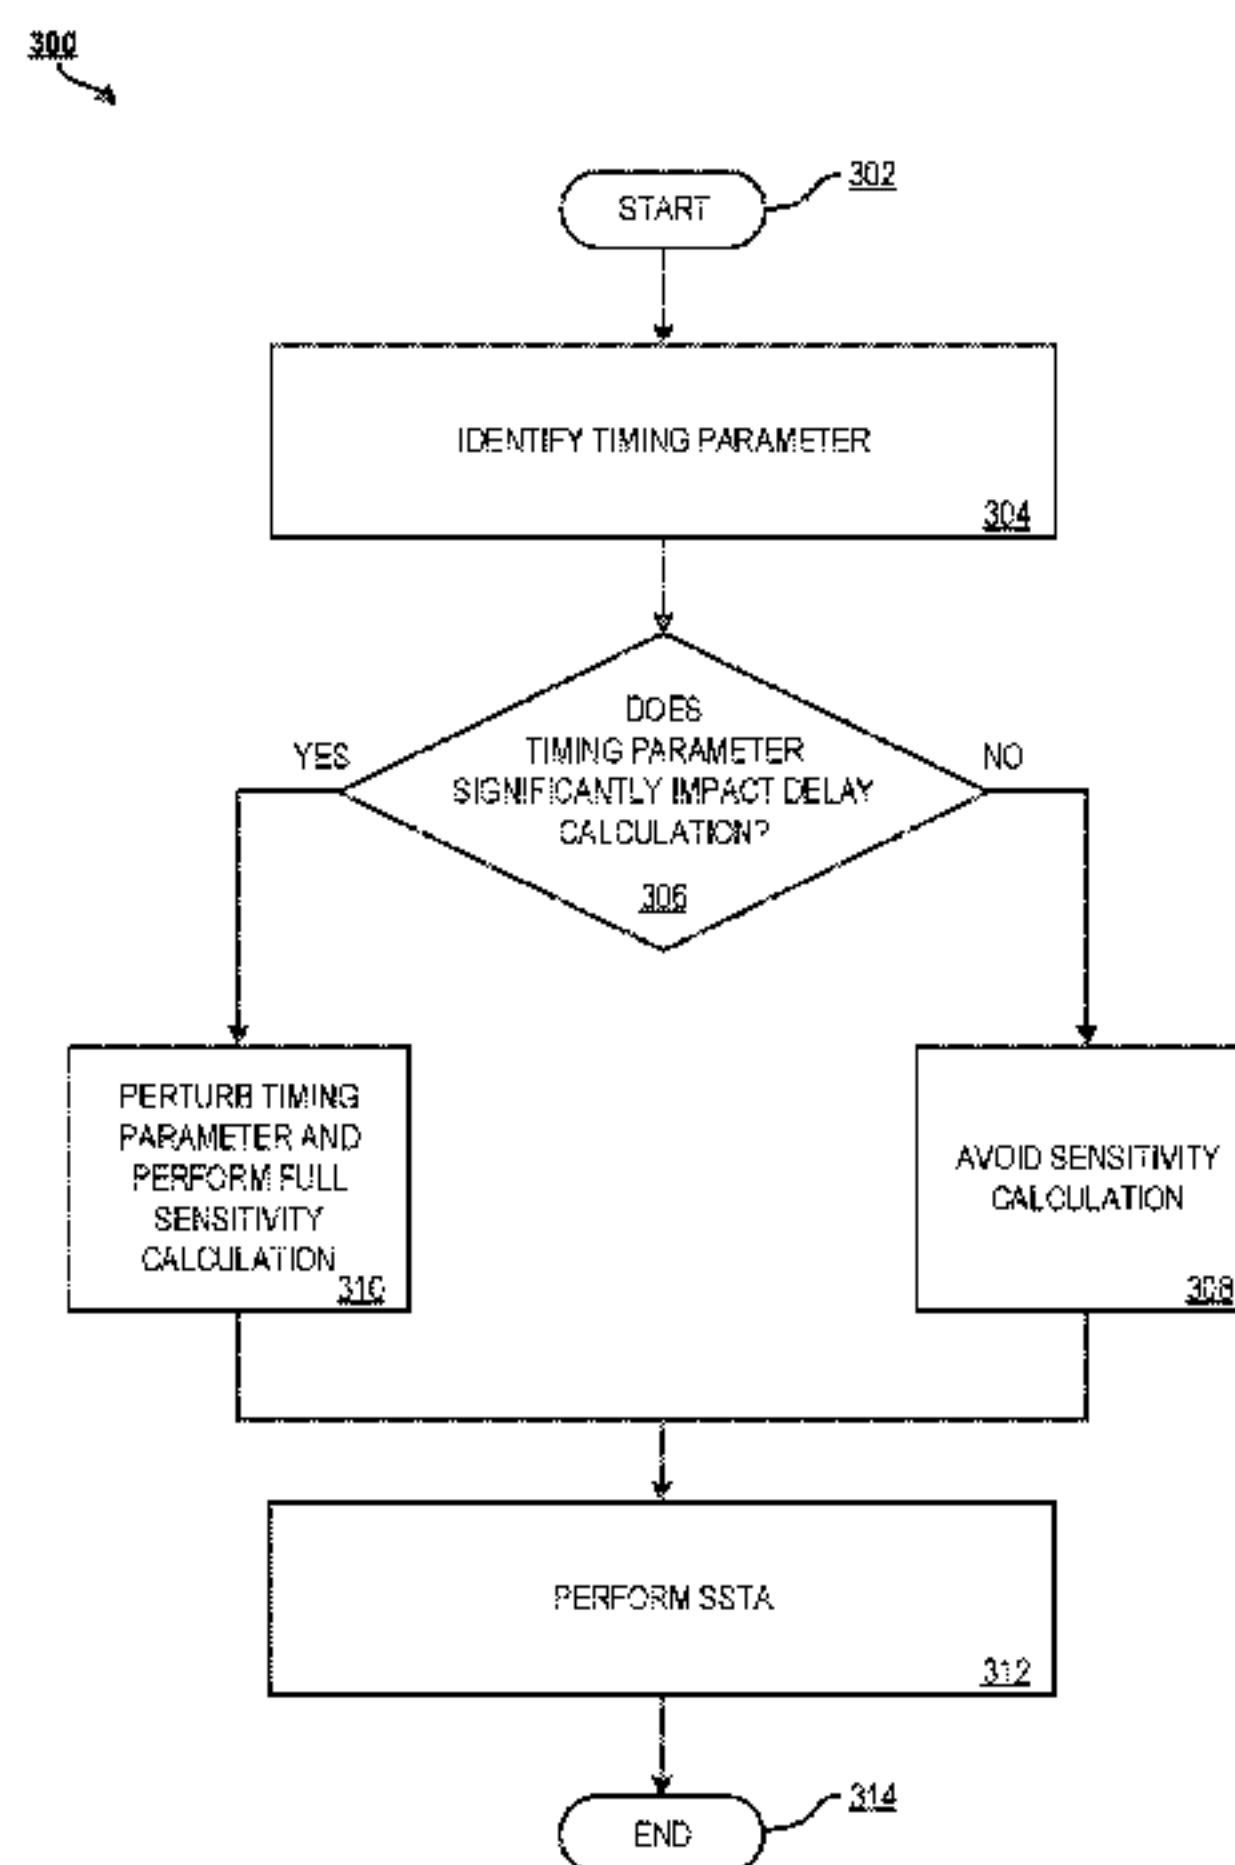 300
START
302
IDENTIFY TIMING PARAMETER
304
DOES
TIMING PARAMETER
SIGNIFICANTLY IMPACT DELAY
CALCULATION?
306
YES
NO
PERTURB TIMING
PARAMETER AND
PERFORM FULL
SENSITIVITY
CALCULATION
310
AVOID SENSITIVITY
CALCULATION
308
PERFORM SSTA
312
END
314